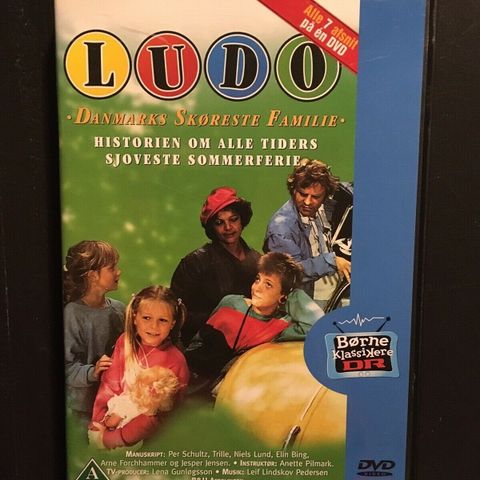 Alle 7 afsnit
på én DVD
LUDO
· DANMARKS SKØRESTE FAMILIE ·
HISTORIEN OM ALLE TIDERS
SJOVESTE SOMMERFERIE
Børne
KlassiKere
DR
MANUSKRIPT: Per Schultz, Trille, Niels Lund, Elin Bing,
Arne Forchhammer og Jesper Jensen. • INSTRUKTØR: Anette Pilmark.
TV-PRODUCER: Lena Gunløgsson • MUSIK: Leif Lindskov Pedersen
A
DVD
VIDEO